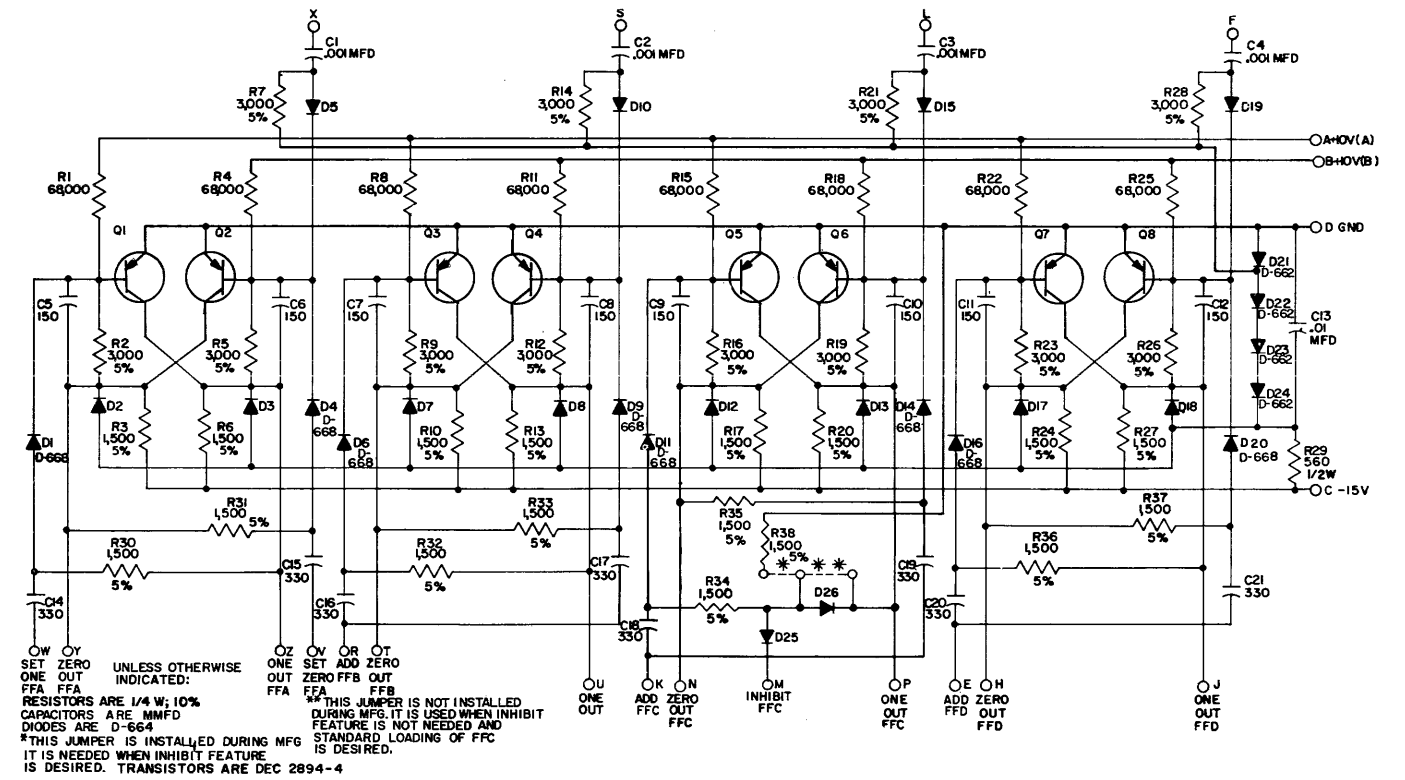 X
S
L
F
C1
.001MFD
C2
.001MFD
C3
.001MFD
C4
.001MFD
R7
3,000
5%
D5
R14
3,000
5%
D10
R21
3,000
5%
D15
R28
3,000
5%
D19
A+10V(A)
B+10V(B)
R1
68,000
R4
68,000
R8
68,000
R11
68,000
R15
68,000
R18
68,000
R22
68,000
R25
68,000
Q1
Q2
Q3
Q4
Q5
Q6
Q7
Q8
D GND
D21
D-662
D22
D-662
D23
D-662
D24
D-662
C13
.01
MFD
C5
150
C6
150
C7
150
C8
150
C9
150
C10
150
C11
150
C12
150
R2
3,000
5%
R5
3,000
5%
R9
3,000
5%
R12
3,000
5%
R16
3,000
5%
R19
3,000
5%
R23
3,000
5%
R26
3,000
5%
D2
D3
D4
D-
668
D7
D8
D9
D-
668
D12
D13
D14
D-
668
D17
D18
D1
D-668
R3
1,500
5%
R6
1,500
5%
D6
D-
668
R10
1,500
5%
R13
1,500
5%
D11
D-
668
R17
1,500
5%
R20
1,500
5%
D16
D-
668
R24
1,500
5%
R27
1,500
5%
D20
D-668
R29
560
1/2W
C -15V
R31
1,500
5%
R33
1,500
5%
R35
1,500
5%
R37
1,500
5%
R38
1,500
5%
* * *
R30
1,500
5%
R32
1,500
5%
R34
1,500
5%
R36
1,500
5%
D26
D25
C14
330
C15
330
C16
330
C17
330
C18
330
C19
330
C20
330
C21
330
W
SET
ONE
FFA
Y
ZERO
OUT
FFA
Z
ONE
OUT
FFA
V
SET
ZERO
FFA
R
ADD
FFB
T
ZERO
OUT
FFB
U
ONE
OUT
K
ADD
FFC
N
ZERO
OUT
FFC
M
INHIBIT
FFC
P
ONE
OUT
FFC
E
ADD
FFD
H
ZERO
OUT
FFD
J
ONE
OUT
FFD
UNLESS OTHERWISE
INDICATED:
RESISTORS ARE 1/4 W; 10%
CAPACITORS ARE MMFD
DIODES ARE D-664
*THIS JUMPER IS INSTALLED DURING MFG
IT IS NEEDED WHEN INHIBIT FEATURE
IS DESIRED. TRANSISTORS ARE DEC 2894-4
**THIS JUMPER IS NOT INSTALLED
DURING MFG. IT IS USED WHEN INHIBIT
FEATURE IS NOT NEEDED AND
STANDARD LOADING OF FFC
IS DESIRED.